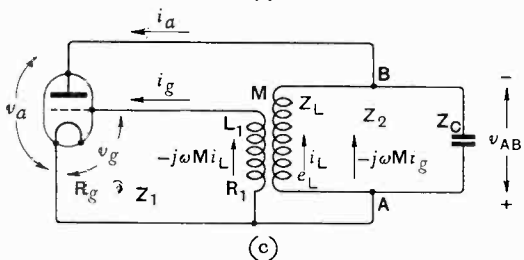 i_a
i_g
M
B
−
v_a
Z_L
Z_2
Z_C
L_1
v_AB
v_g
−jωMi_L
i_L
−jωMi_g
e_L
R_g
Z_1
R_1
A
+
(c)